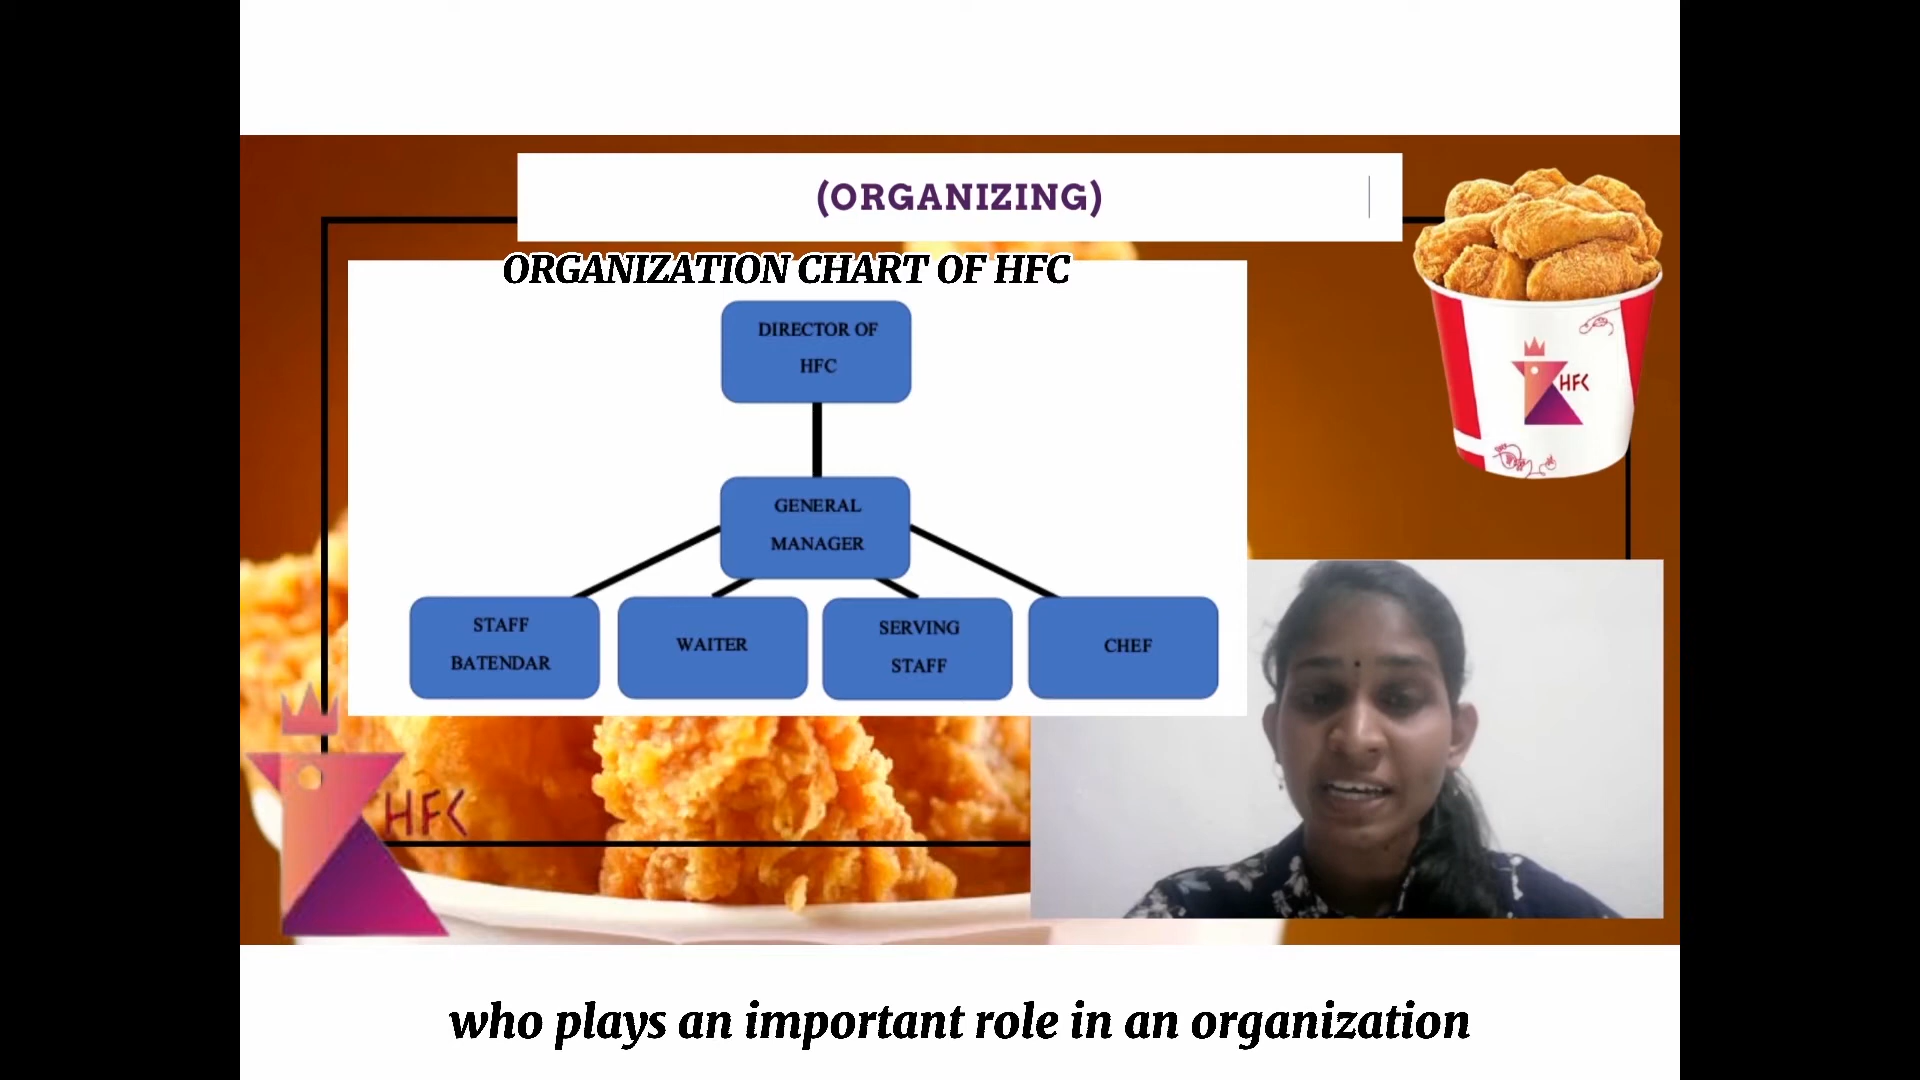 (ORGANIZING)
ORGANIZATION CHART OF HFC
DIRECTOR OF
HFC
GENERAL
MANAGER
STAFF
BATENDAR
WAITER
SERVING
STAFF
CHEF
HFC
HFC
who plays an important role in an organization